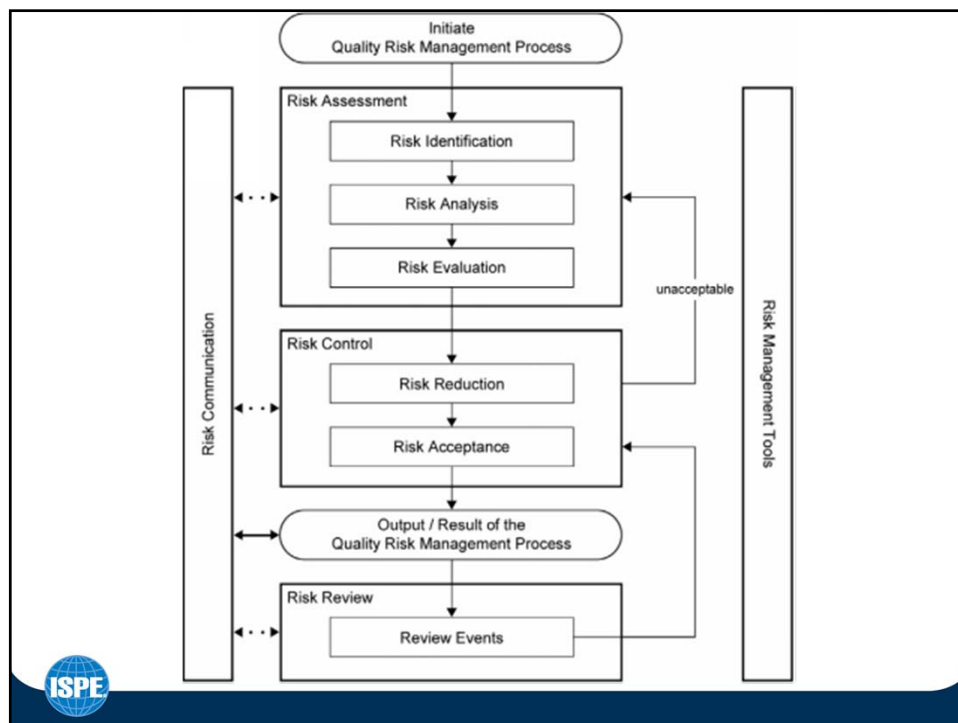 Initiate
Quality Risk Management Process
Risk Assessment
Risk Identification
Risk Analysis
Risk Evaluation
unacceptable
Risk Control
Risk Reduction
Risk Acceptance
Output / Result of the
Quality Risk Management Process
Risk Review
Review Events
Risk Communication
Risk Management Tools
ISPE